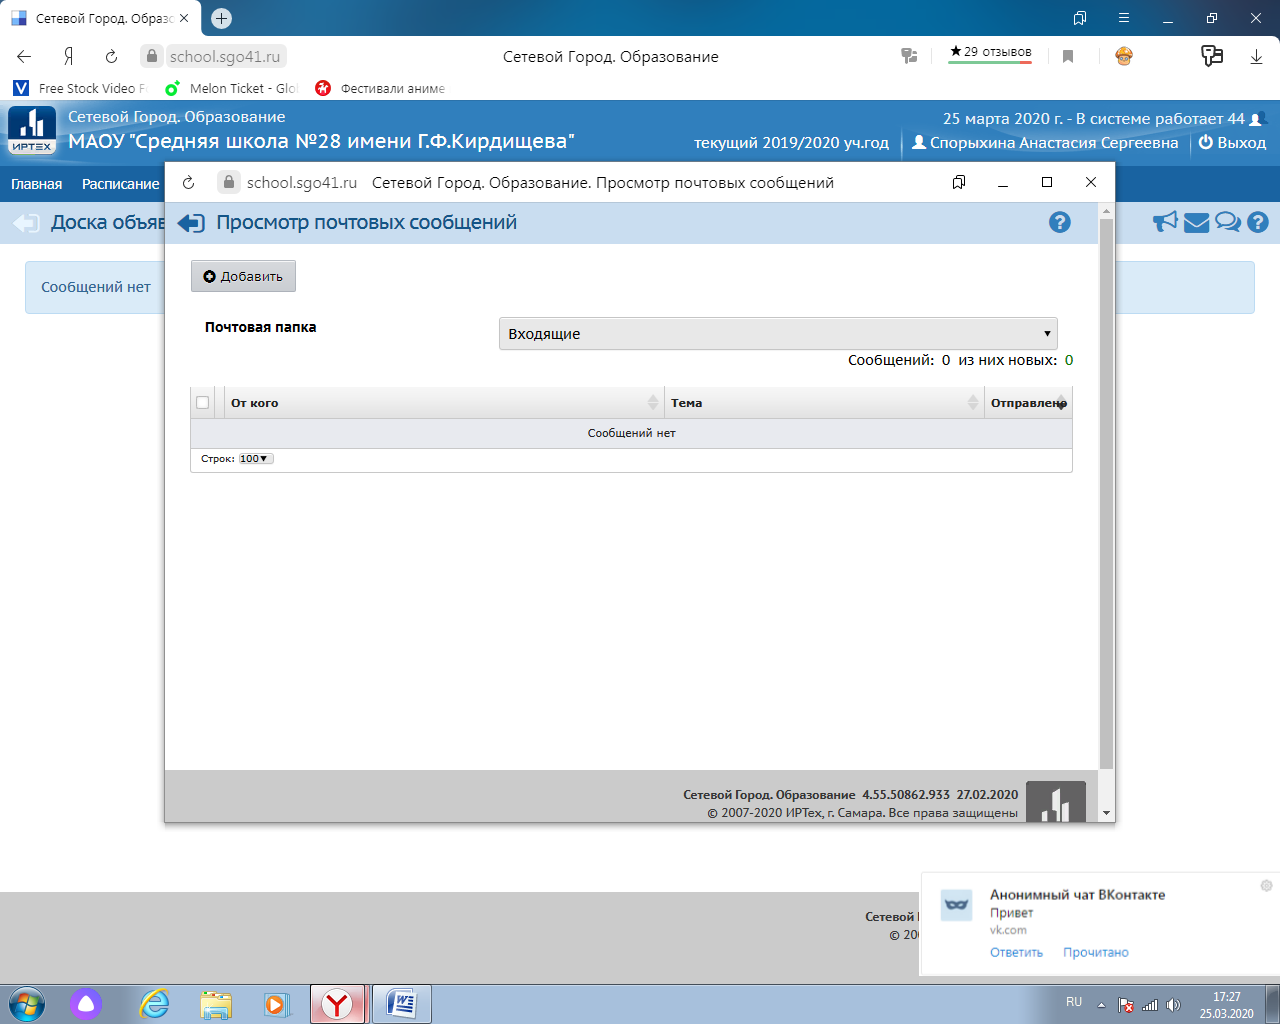 Сетевой Город. Образо
school.sgo41.ru
Сетевой Город. Образование
★29 отзывов
Free Stock Video F
Melon Ticket - Glo
Фестивали аниме
ИРТЕХ
Сетевой Город. Образование
МАОУ "Средняя школа №28 имени Г.Ф.Кирдищева"
25 марта 2020 г. - В системе работает 44
текущий 2019/2020 уч.год
Спорыхина Анастасия Сергеевна
Выход
Главная
Расписание
school.sgo41.ru Сетевой Город. Образование. Просмотр почтовых сообщений
Доска объяв
Просмотр почтовых сообщений
Добавить
Сообщений нет
Почтовая папка
Входящие
Сообщений: 0 из них новых: 0
От кого
Тема
Отправлено
Сообщений нет
Строк: 100
Сетевой Город. Образование 4.55.50862.933 27.02.2020
© 2007-2020 ИРТех, г. Самара. Все права защищены
Сетевой
© 20
Анонимный чат ВКонтакте
Привет
vk.com
Ответить
Прочитано
RU
17:27
25.03.2020